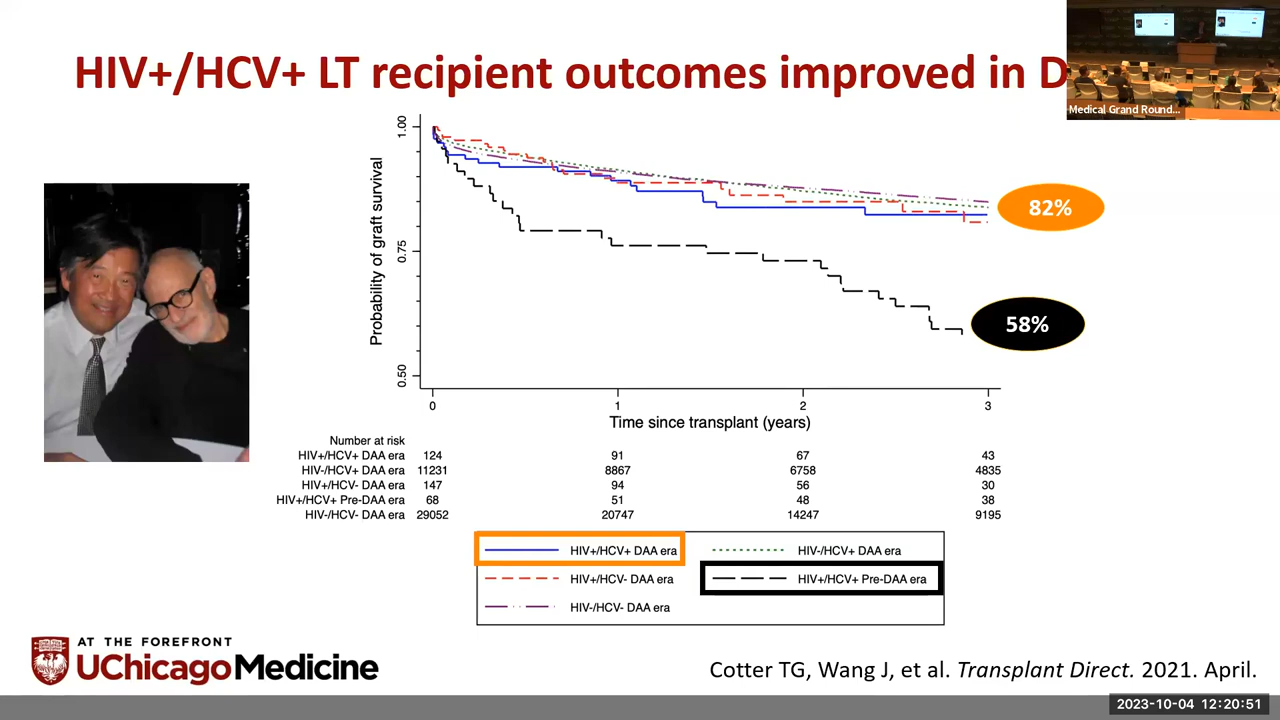 HIV+/HCV+ LT recipient outcomes improved in D
Medical Grand Round...
1.00
0.75
0.50
Probability of graft survival
82%
58%
0 1 2 3
Time since transplant (years)
Number at risk
HIV+/HCV+ DAA era 124 91 67 43
HIV-/HCV+ DAA era 11231 8867 6758 4835
HIV+/HCV- DAA era 147 94 56 30
HIV+/HCV+ Pre-DAA era 68 51 48 38
HIV-/HCV- DAA era 29052 20747 14247 9195
HIV+/HCV+ DAA era HIV-/HCV+ DAA era
HIV+/HCV- DAA era HIV+/HCV+ Pre-DAA era
HIV-/HCV- DAA era
AT THE FOREFRONT
UChicagoMedicine
Cotter TG, Wang J, et al. Transplant Direct. 2021. April.
2023-10-04 12:20:51